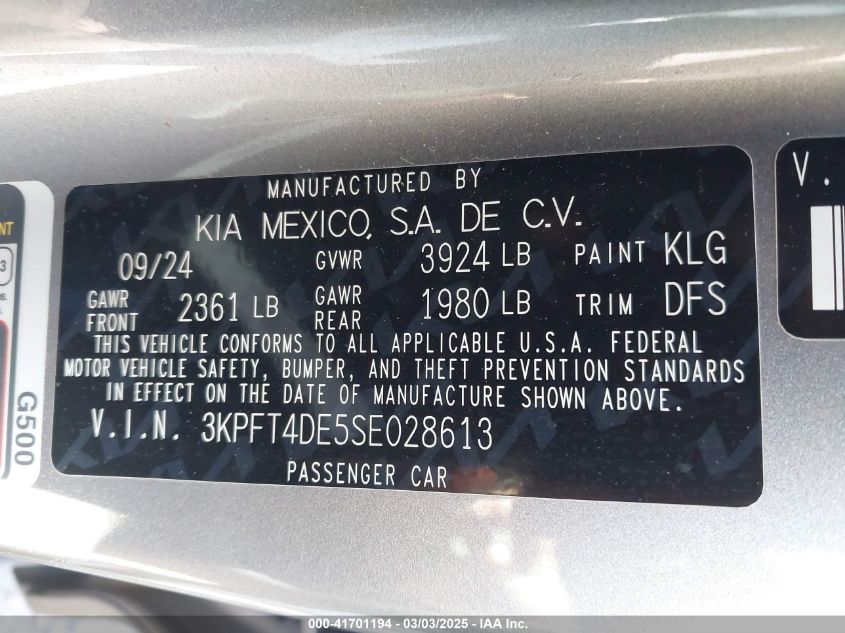 MANUFACTURED BY
KIA MEXICO, S.A. DE C.V.
09/24 GVWR 3924 LB PAINT KLG
GAWR FRONT 2361 LB GAWR REAR 1980 LB TRIM DFS
THIS VEHICLE CONFORMS TO ALL APPLICABLE U.S.A. FEDERAL
MOTOR VEHICLE SAFETY, BUMPER, AND THEFT PREVENTION STANDARDS
IN EFFECT ON THE DATE OF MANUFACTURE SHOWN ABOVE.
V.I.N. 3KPFT4DE5SE028613
PASSENGER CAR
G500
NT
3
V.
000-41701194 - 03/03/2025 - IAA Inc.